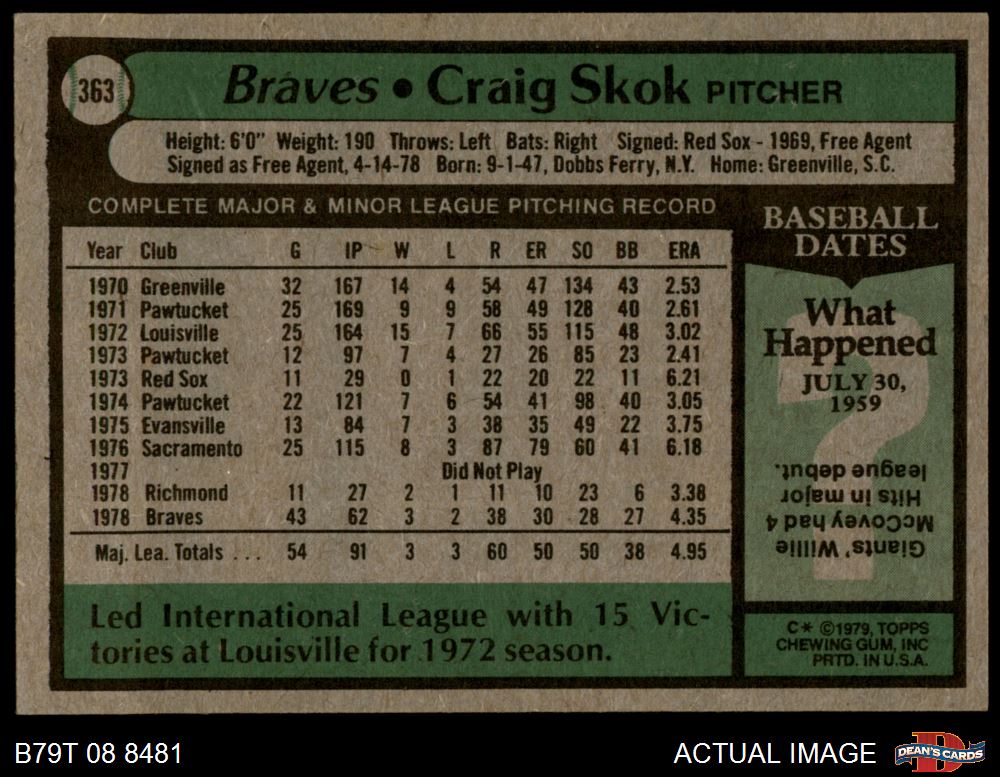 363
Braves • Craig Skok PITCHER
Height: 6'0" Weight: 190 Throws: Left Bats: Right Signed: Red Sox - 1969, Free Agent
Signed as Free Agent, 4-14-78 Born: 9-1-47, Dobbs Ferry, N.Y. Home: Greenville, S.C.
COMPLETE MAJOR & MINOR LEAGUE PITCHING RECORD
Year Club G IP W L R ER SO BB ERA
1970 Greenville 32 167 14 4 54 47 134 43 2.53
1971 Pawtucket 25 169 9 9 58 49 128 40 2.61
1972 Louisville 25 164 15 7 66 55 115 48 3.02
1973 Pawtucket 12 97 7 4 27 26 85 23 2.41
1973 Red Sox 11 29 0 1 22 20 22 11 6.21
1974 Pawtucket 22 121 7 6 54 41 98 40 3.05
1975 Evansville 13 84 7 3 38 35 49 22 3.75
1976 Sacramento 25 115 8 3 87 79 60 41 6.18
1977 Did Not Play
1978 Richmond 11 27 2 1 11 10 23 6 3.38
1978 Braves 43 62 3 2 38 30 28 27 4.35
Maj. Lea. Totals ... 54 91 3 3 60 50 50 38 4.95
Led International League with 15 Vic-
tories at Louisville for 1972 season.
BASEBALL
DATES
What
Happened
JULY 30,
1959
?
Giants' Willie
McCovey had 4
Hits in major
league debut.
C* ©1979, TOPPS
CHEWING GUM, INC
PRTD. IN U.S.A.
B79T 08 8481
ACTUAL IMAGE
D
DEAN'S CARDS